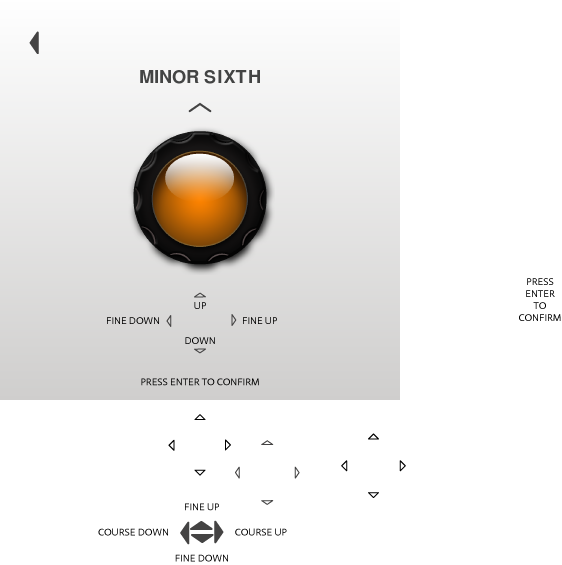 MINOR SIXTH
UP
FINE DOWN
FINE UP
DOWN
PRESS ENTER TO CONFIRM
PRESS
ENTER
TO
CONFIRM
FINE UP
COURSE DOWN
COURSE UP
FINE DOWN